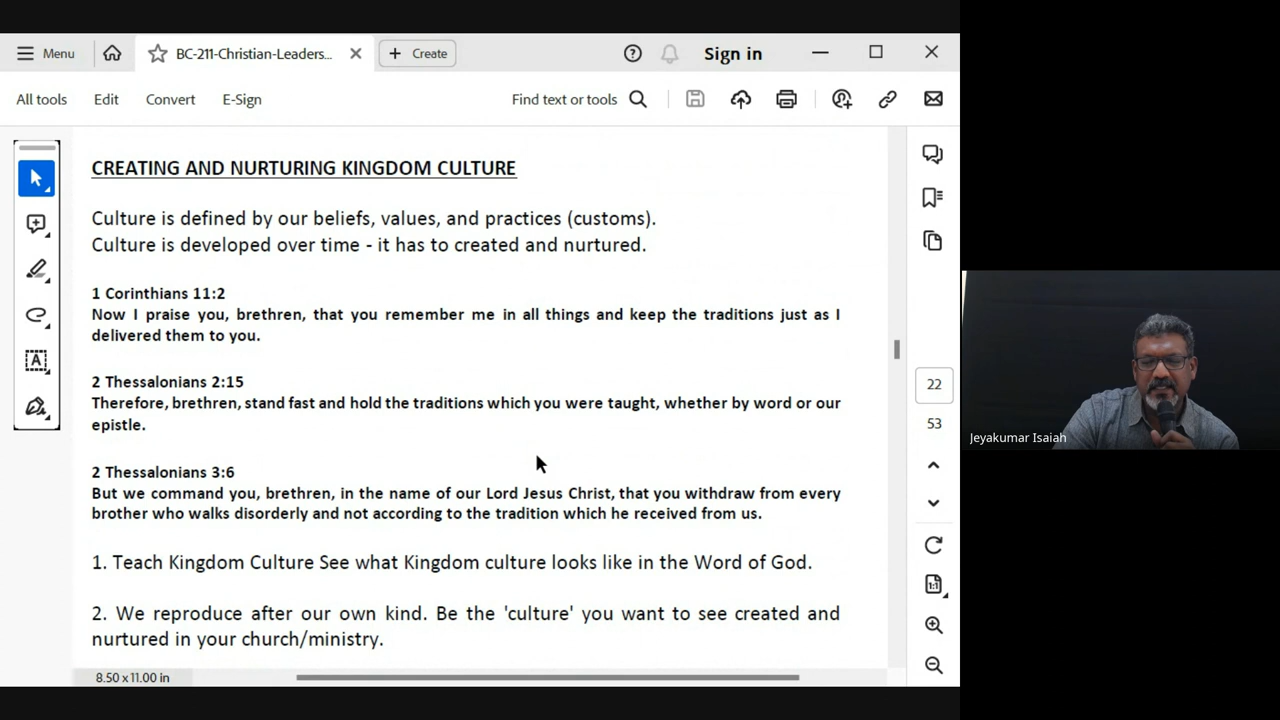 Menu
BC-211-Christian-Leaders...
Create
Sign in
All tools
Edit
Convert
E-Sign
Find text or tools
CREATING AND NURTURING KINGDOM CULTURE
Culture is defined by our beliefs, values, and practices (customs).
Culture is developed over time - it has to created and nurtured.
1 Corinthians 11:2
Now I praise you, brethren, that you remember me in all things and keep the traditions just as I
delivered them to you.
2 Thessalonians 2:15
Therefore, brethren, stand fast and hold the traditions which you were taught, whether by word or our
epistle.
2 Thessalonians 3:6
But we command you, brethren, in the name of our Lord Jesus Christ, that you withdraw from every
brother who walks disorderly and not according to the tradition which he received from us.
1. Teach Kingdom Culture See what Kingdom culture looks like in the Word of God.
2. We reproduce after our own kind. Be the 'culture' you want to see created and
nurtured in your church/ministry.
8.50 x 11.00 in
22
53
1:1
Jeyakumar Isaiah